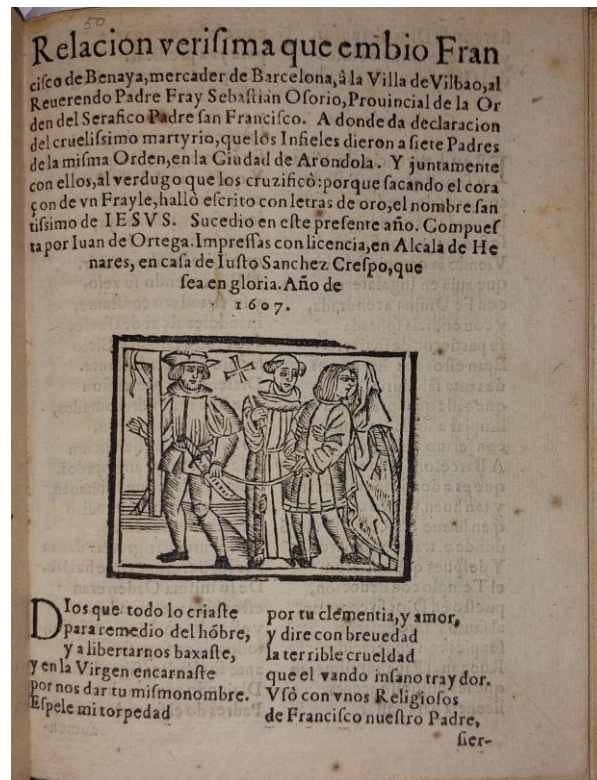 50
Relacion verisima que embio Fran
cisco de Benaya, mercader de Barcelona, â la Villa de Vilbao, al
Reuerendo Padre Fray Sebastian Osorio, Prouincial de la Or
den del Serafico Padre san Francisco. A donde da declaracion
del cruelissimo martyrio, que los Infieles dieron a siete Padres
de la misma Orden, en la Ciudad de Arondola. Y juntamente
con ellos, al verdugo que los cruzificò: porque sacando el cora
çon de vn Frayle, hallò escrito con letras de oro, el nombre san
tissimo de IESVS. Sucedio en este presente año. Compues
ta por Iuan de Ortega. Impressas con licencia, en Alcala de He
nares, en casa de Iusto Sanchez Crespo, que
sea en gloria. Año de
1607.
Dios que todo lo criaste
para remedio del hôbre,
y a libertarnos baxaste,
y en la Virgen encarnaste
por nos dar tu mismo nombre.
Espele mi torpedad
por tu clementia, y amor,
y dire con breuedad
la terrible crueldad
que el vando insano traydor.
Vsò con vnos Religiosos
de Francisco nuestro Padre,
sier-